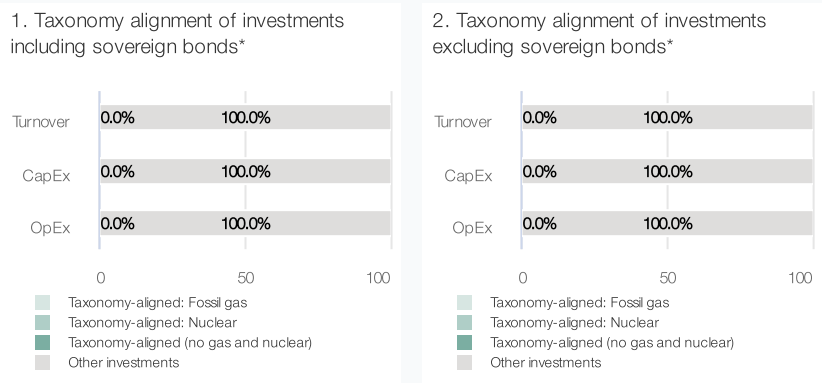 1. Taxonomy alignment of investments
including sovereign bonds*
Turnover 0.0% 100.0%
CapEx 0.0% 100.0%
OpEx 0.0% 100.0%
0 50 100
Taxonomy-aligned: Fossil gas
Taxonomy-aligned: Nuclear
Taxonomy-aligned (no gas and nuclear)
Other investments
2. Taxonomy alignment of investments
excluding sovereign bonds*
Turnover 0.0% 100.0%
CapEx 0.0% 100.0%
OpEx 0.0% 100.0%
0 50 100
Taxonomy-aligned: Fossil gas
Taxonomy-aligned: Nuclear
Taxonomy-aligned (no gas and nuclear)
Other investments